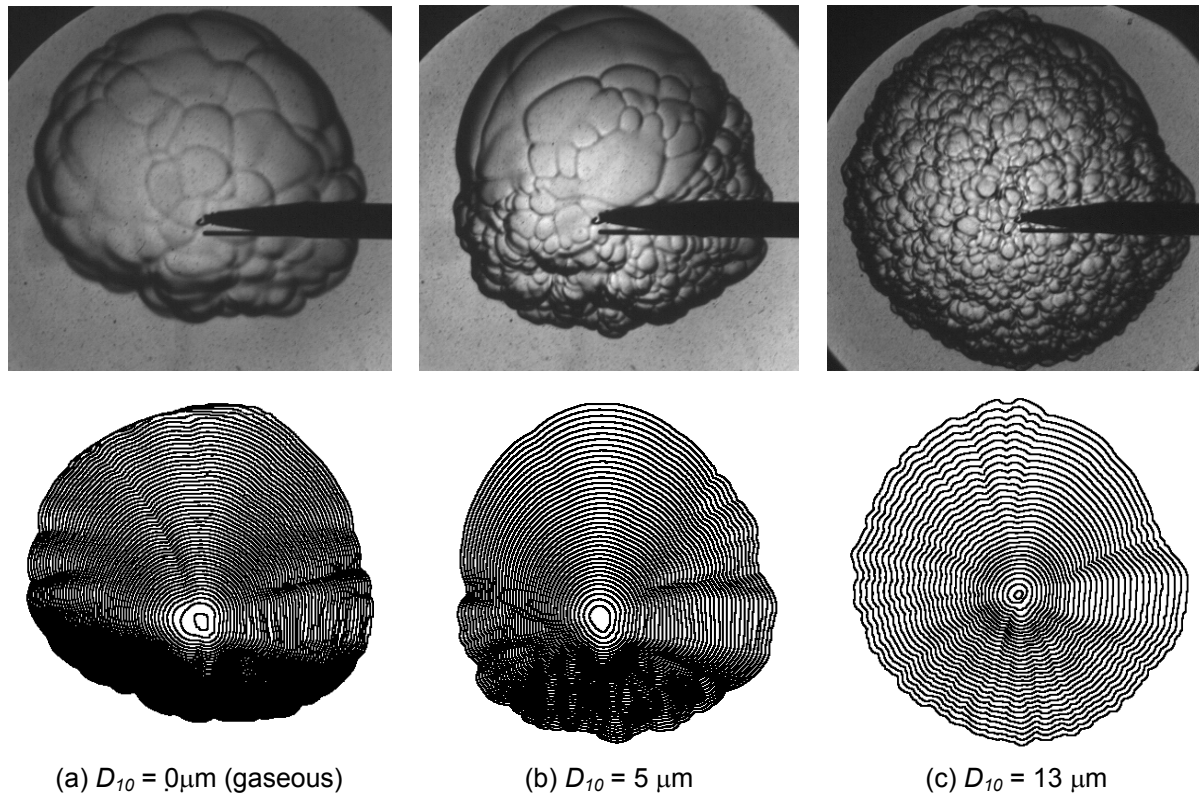 (a) D10 = 0μm (gaseous)
(b) D10 = 5 μm
(c) D10 = 13 μm